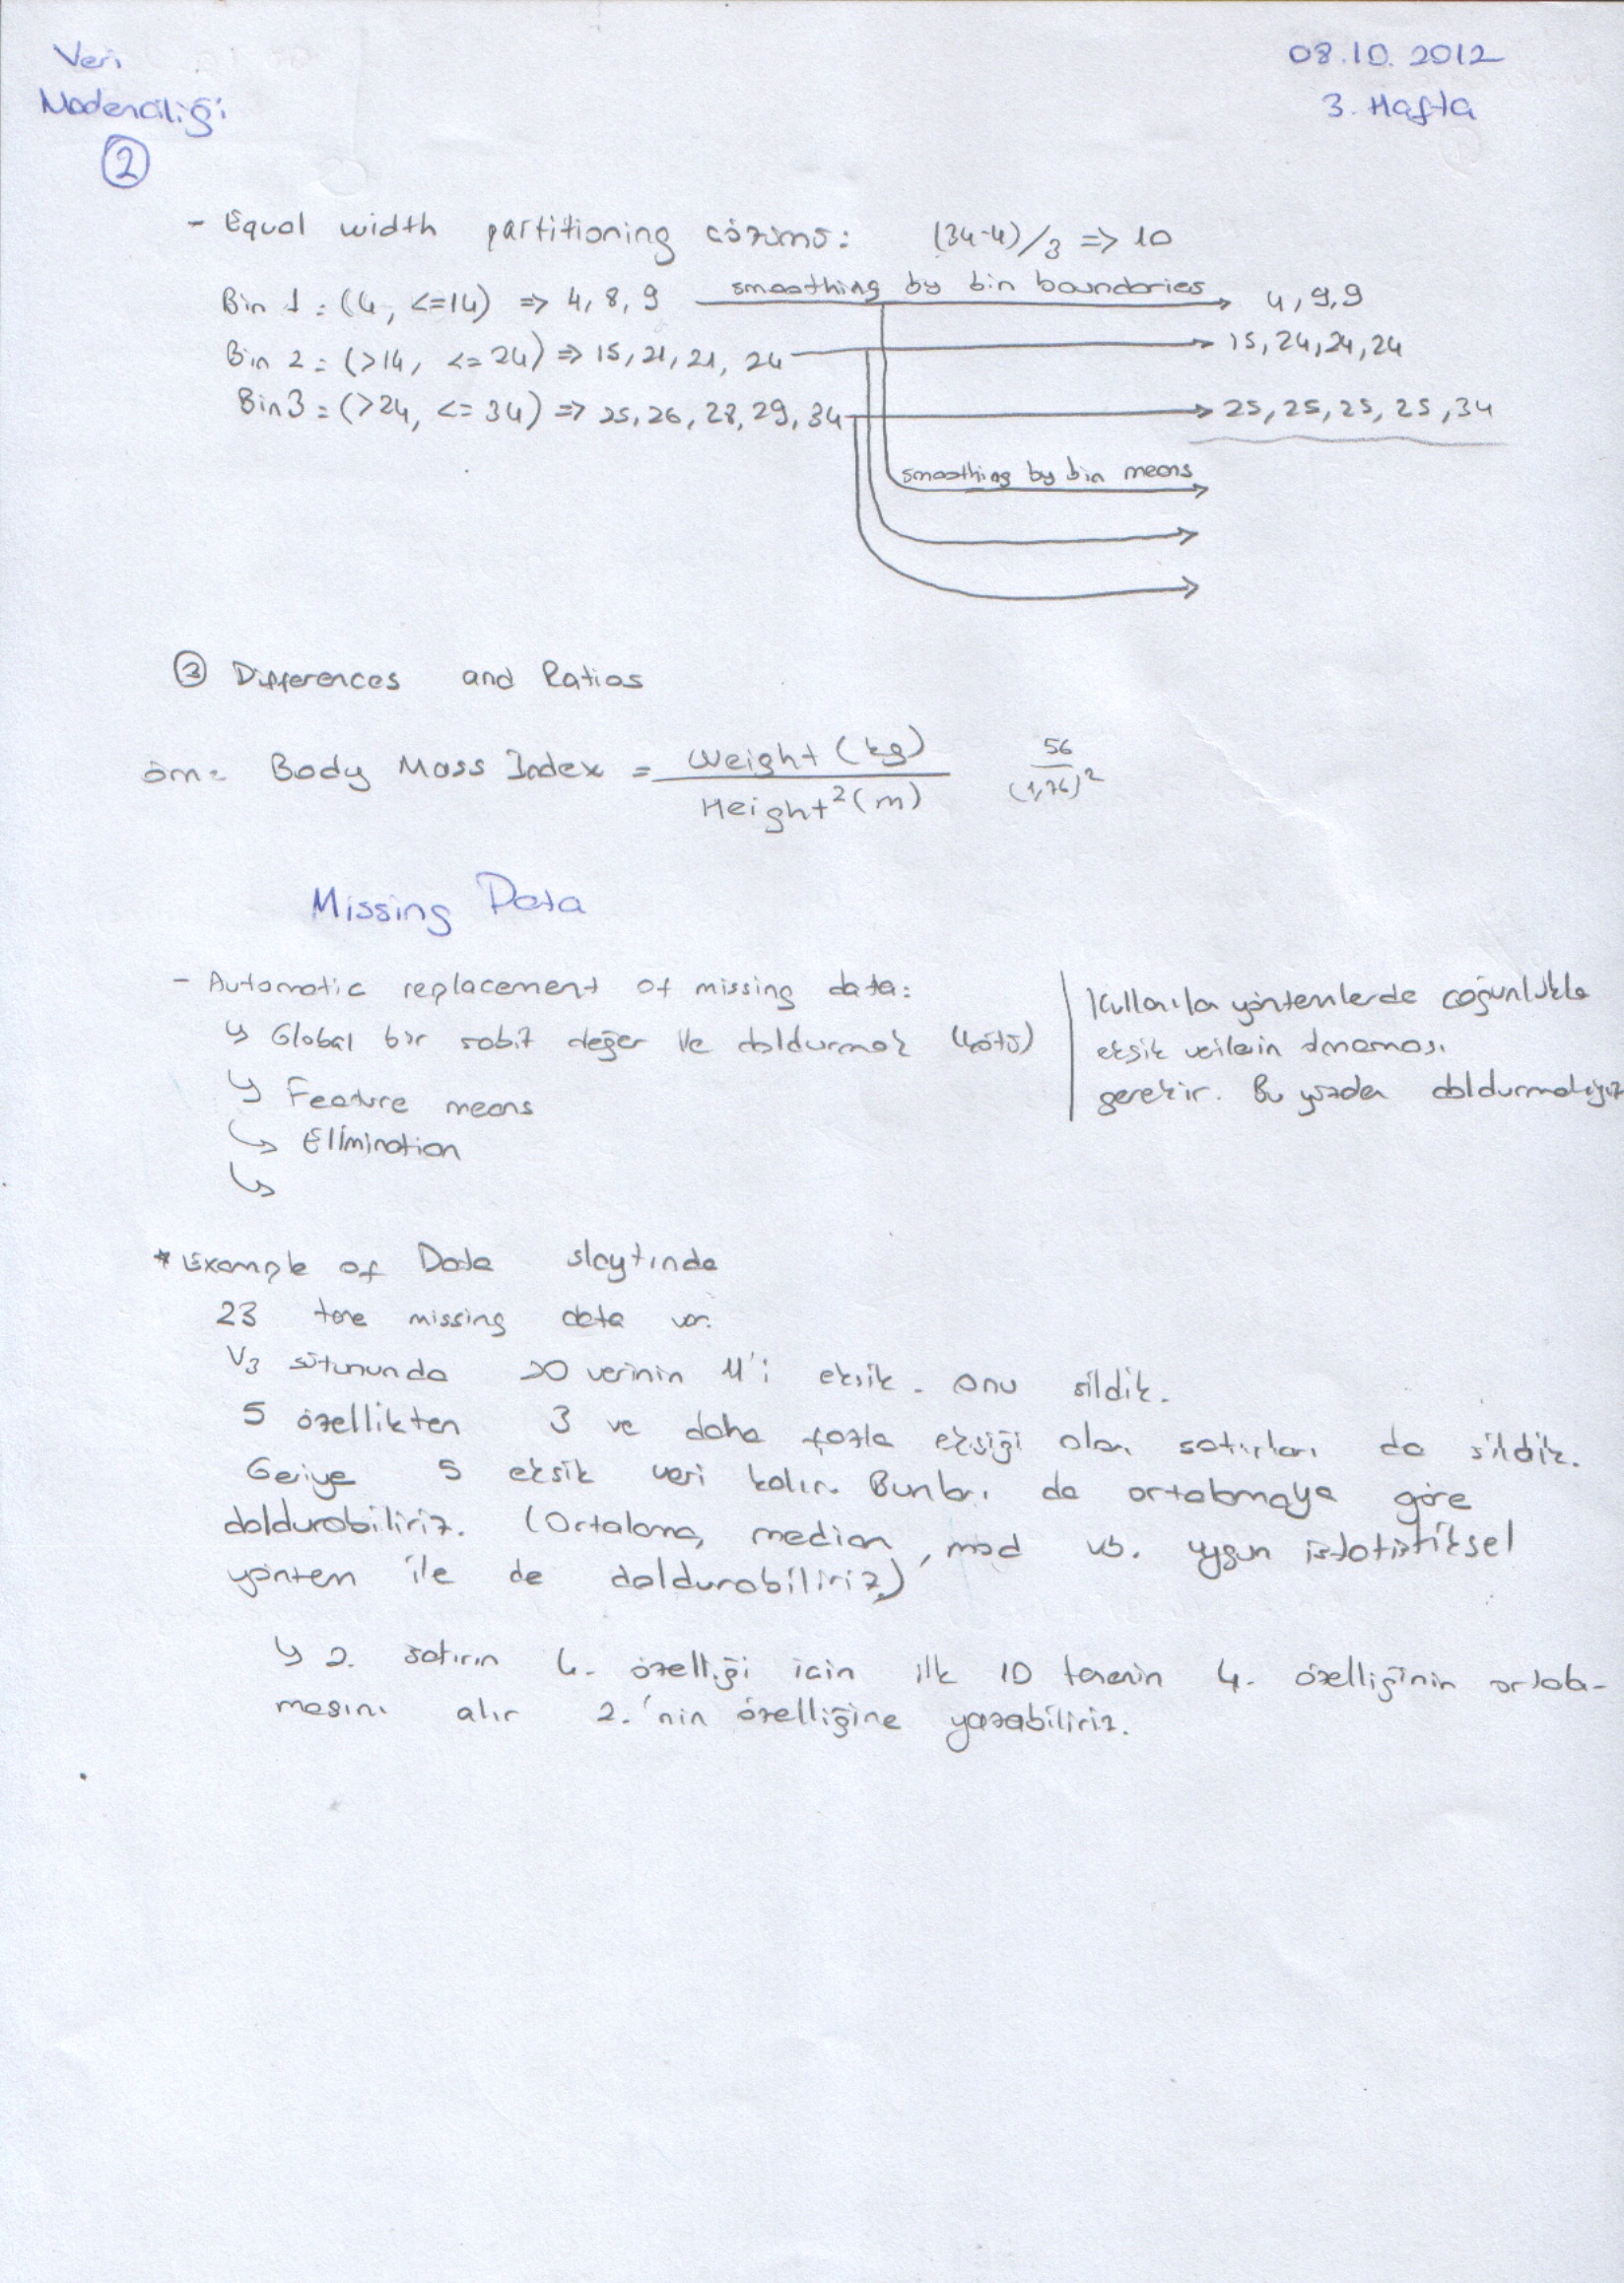 Veri
Madenciliği
2
08.10.2012
3. Hafta
- Equal width partitioning çözümü: (34-4)/3 => 10
Bin 1 = (4, <=14) => 4, 8, 9 smoothing by bin boundaries 4, 9, 9
Bin 2 = (>14, <=24) => 15, 21, 21, 24 15, 24, 24, 24
Bin 3 = (>24, <= 34) => 25, 26, 28, 29, 34 25, 25, 25, 25, 34
smoothing by bin means
3 Differences and Ratios
örn= Body Mass Index = Weight (kg) / Height² (m) 56 / (1,76)²
Missing Data
- Automatic replacement of missing data:
↳ Global bir sabit değer ile doldurmak (kötü)
↳ Feature means
↳ Elimination
↳
Kullanılan yöntemlerde çoğunlukla
eksik verilerin olmaması
gerekir. Bu yüzden doldurmalıyız
* Example of Data slaytında
23 tane missing data var.
V3 sütununda 20 verinin 11'i eksik. onu sildik.
5 özellikten 3 ve daha fazla eksiği olan satırları da sildik.
Geriye 5 eksik veri kalır. Bunları da ortalamaya göre
doldurabiliriz. (Ortalama, median, mod vs. uygun istatistiksel
yöntem ile de doldurabiliriz.)
↳ 2. satırın 4. özelliği için ilk 10 tanenin 4. özelliğinin ortala-
masını alır 2.'nin özelliğine yazabiliriz.